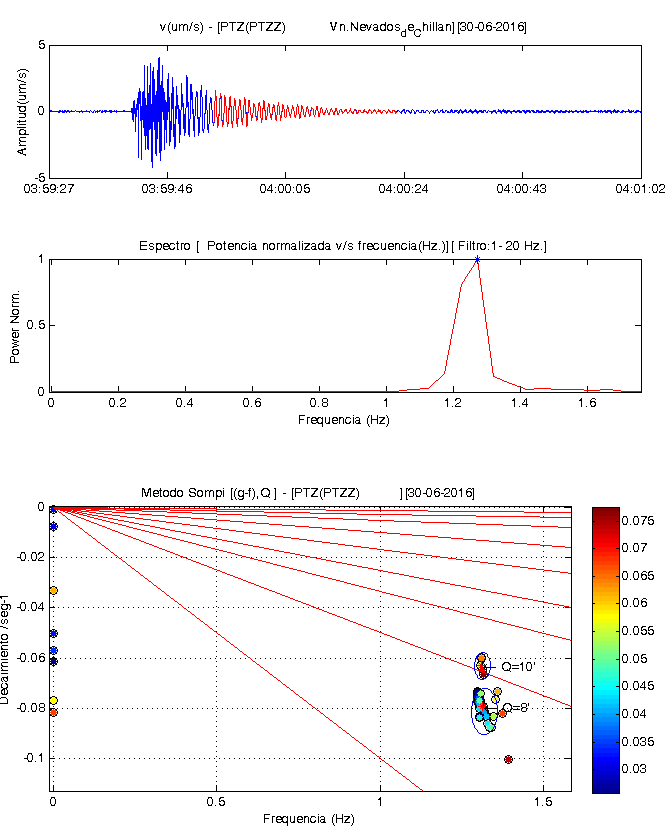 v(um/s) - [PTZ(PTZZ) Vn.Nevados_de_Chillan][30-06-2016]
Amplitud(um/s)
5
0
-5
03:59:27 03:59:46 04:00:05 04:00:24 04:00:43 04:01:02
Espectro [ Potencia normalizada v/s frecuencia(Hz.)][ Filtro:1- 20 Hz.]
Power Norm.
1
0.5
0
0 0.2 0.4 0.6 0.8 1 1.2 1.4 1.6
Frequencia (Hz)
Metodo Sompi [(g-f),Q ] - [PTZ(PTZZ) ][30-06-2016]
Decaimiento /seg-1
0
-0.02
-0.04
-0.06
-0.08
-0.1
Q=10'
Q=8'
0 0.5 1 1.5
Frequencia (Hz)
0.075
0.07
0.065
0.06
0.055
0.05
0.045
0.04
0.035
0.03